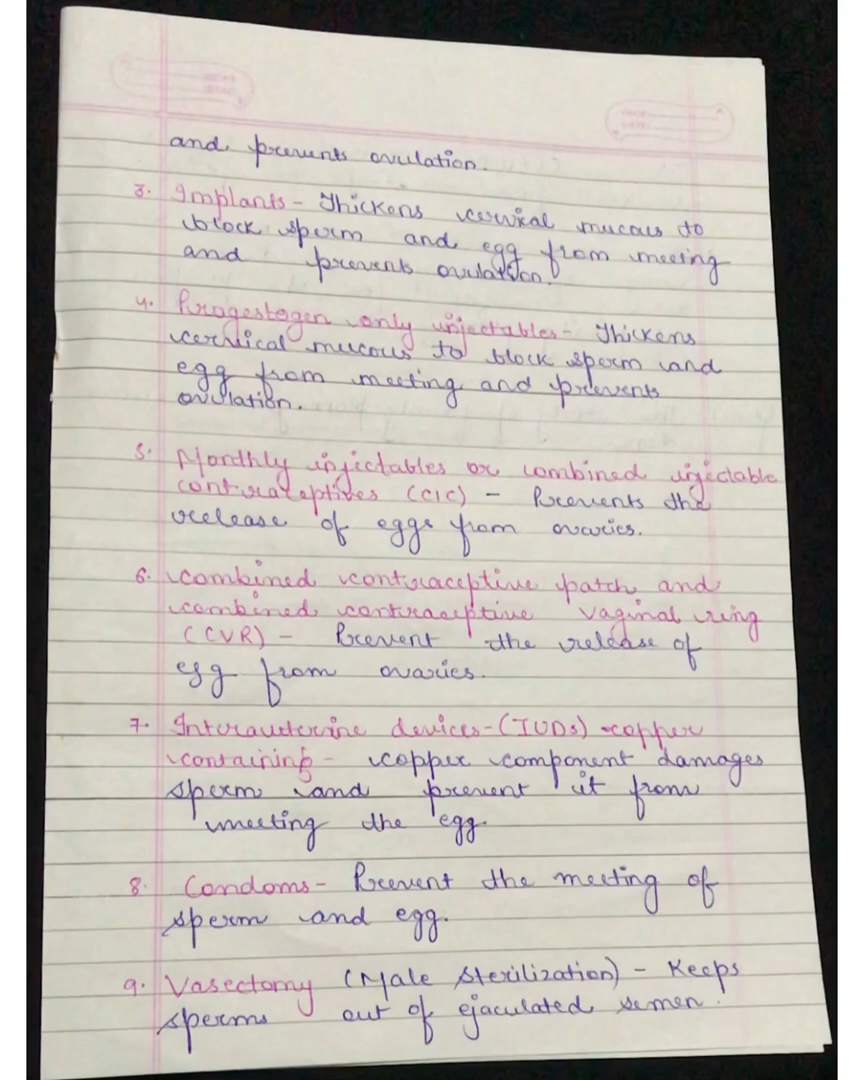 and prevents ovulation.
3. Implants - Thickens cervical mucous to
block sperm and egg from meeting
and prevents ovulation.
4. Progestogen only injectables - Thickens
cervical mucous to block sperm and
egg from meeting and prevents
ovulation.
5. Monthly injectables or combined injectable
contraceptives (CIC) - Prevents the
release of eggs from ovaries.
6. combined contraceptive patch and
combined contraceptive vaginal ring
(CCVR) - Prevent the release of
egg from ovaries.
7. Intrauterine devices - (IUDs) - copper
containing - copper component damages
sperm and prevent it from
meeting the egg.
8. Condoms - Prevent the meeting of
sperm and egg.
9. Vasectomy (Male Sterilization) - Keeps
sperms out of ejaculated semen.